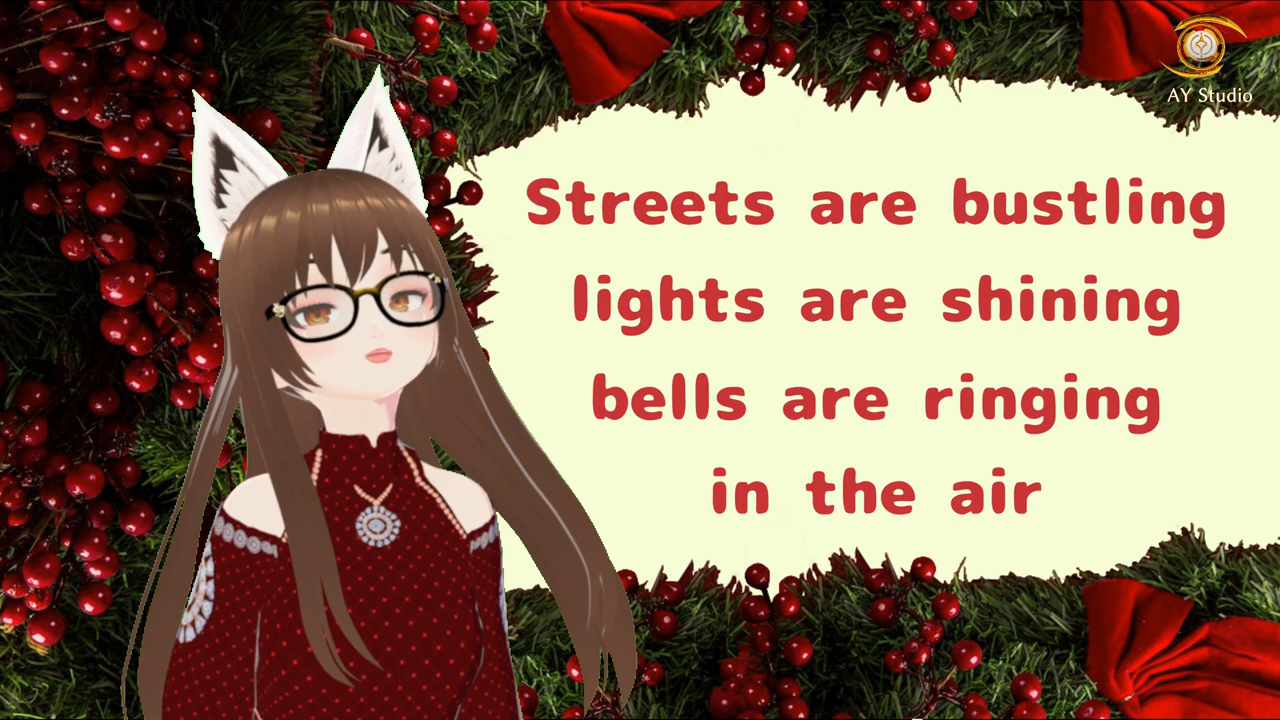 AY Studio
Streets are bustling
lights are shining
bells are ringing
in the air